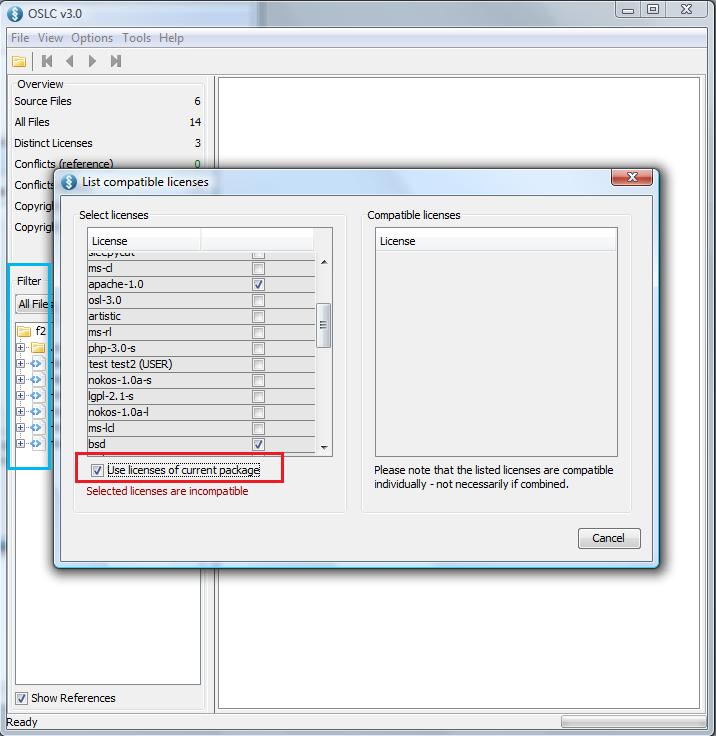 OSLC v3.0
File View Options Tools Help
Overview
Source Files 6
All Files 14
Distinct Licenses 3
Conflicts (reference) 0
Conflicts
Copyrig
Copyrig
Filter
All Files
f2
List compatible licenses
Select licenses
License
sleepycat
ms-cl
apache-1.0
osl-3.0
artistic
ms-rl
php-3.0-s
test test2 (USER)
nokos-1.0a-s
lgpl-2.1-s
nokos-1.0a-l
ms-lcl
bsd
Use licenses of current package
Selected licenses are incompatible
Compatible licenses
License
Please note that the listed licenses are compatible
individually - not necessarily if combined.
Cancel
Show References
Ready